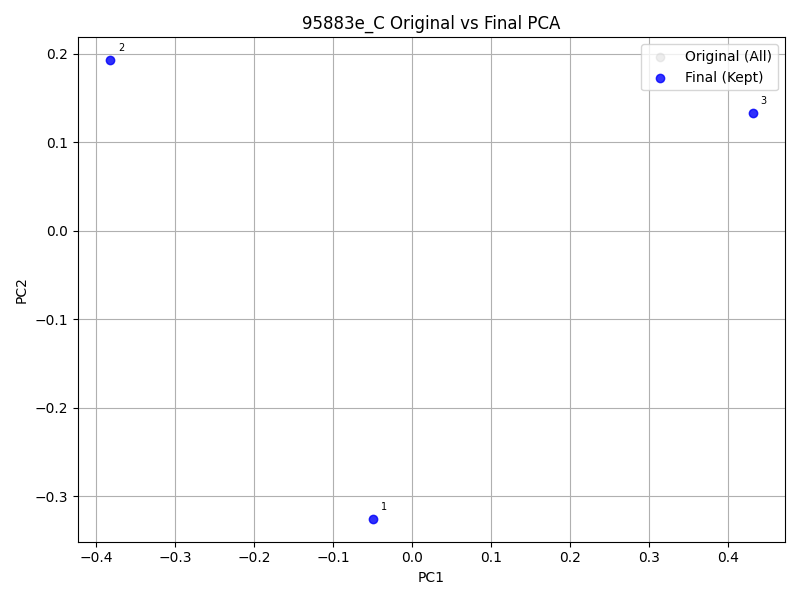 95883e_C Original vs Final PCA
Original (All)
Final (Kept)
2
3
1
0.2
0.1
0.0
−0.1
−0.2
−0.3
PC2
−0.4 −0.3 −0.2 −0.1 0.0 0.1 0.2 0.3 0.4
PC1